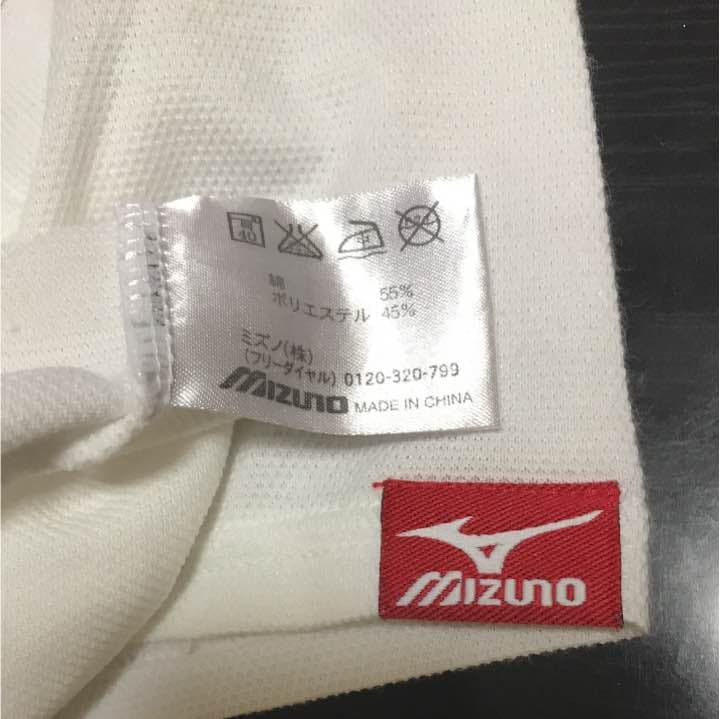 40
中
綿 55%
ポリエステル 45%
ミズノ(株)
(フリーダイヤル) 0120-320-799
MIZUNO MADE IN CHINA
MIZUNO